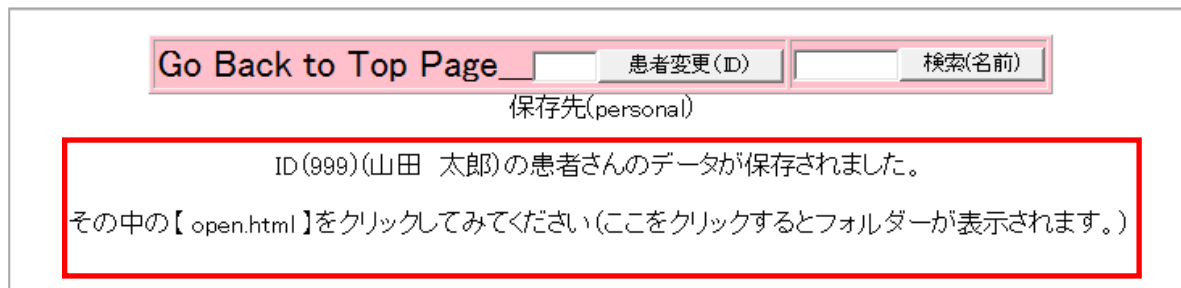 Go Back to Top Page__ 患者変更(ID) 検索(名前)
保存先(personal)
ID(999)(山田　太郎)の患者さんのデータが保存されました。
その中の【 open.html 】をクリックしてみてください(ここをクリックするとフォルダーが表示されます。)